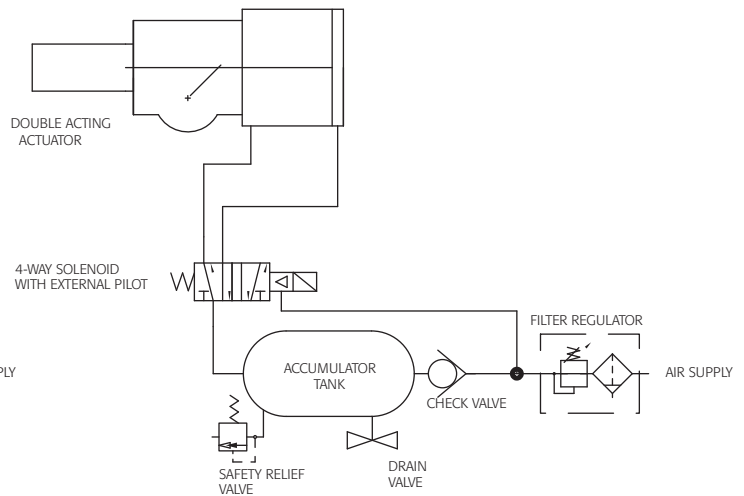 DOUBLE ACTING
ACTUATOR
4-WAY SOLENOID
WITH EXTERNAL PILOT
FILTER REGULATOR
PLY
ACCUMULATOR
TANK
AIR SUPPLY
CHECK VALVE
SAFETY RELIEF
VALVE
DRAIN
VALVE